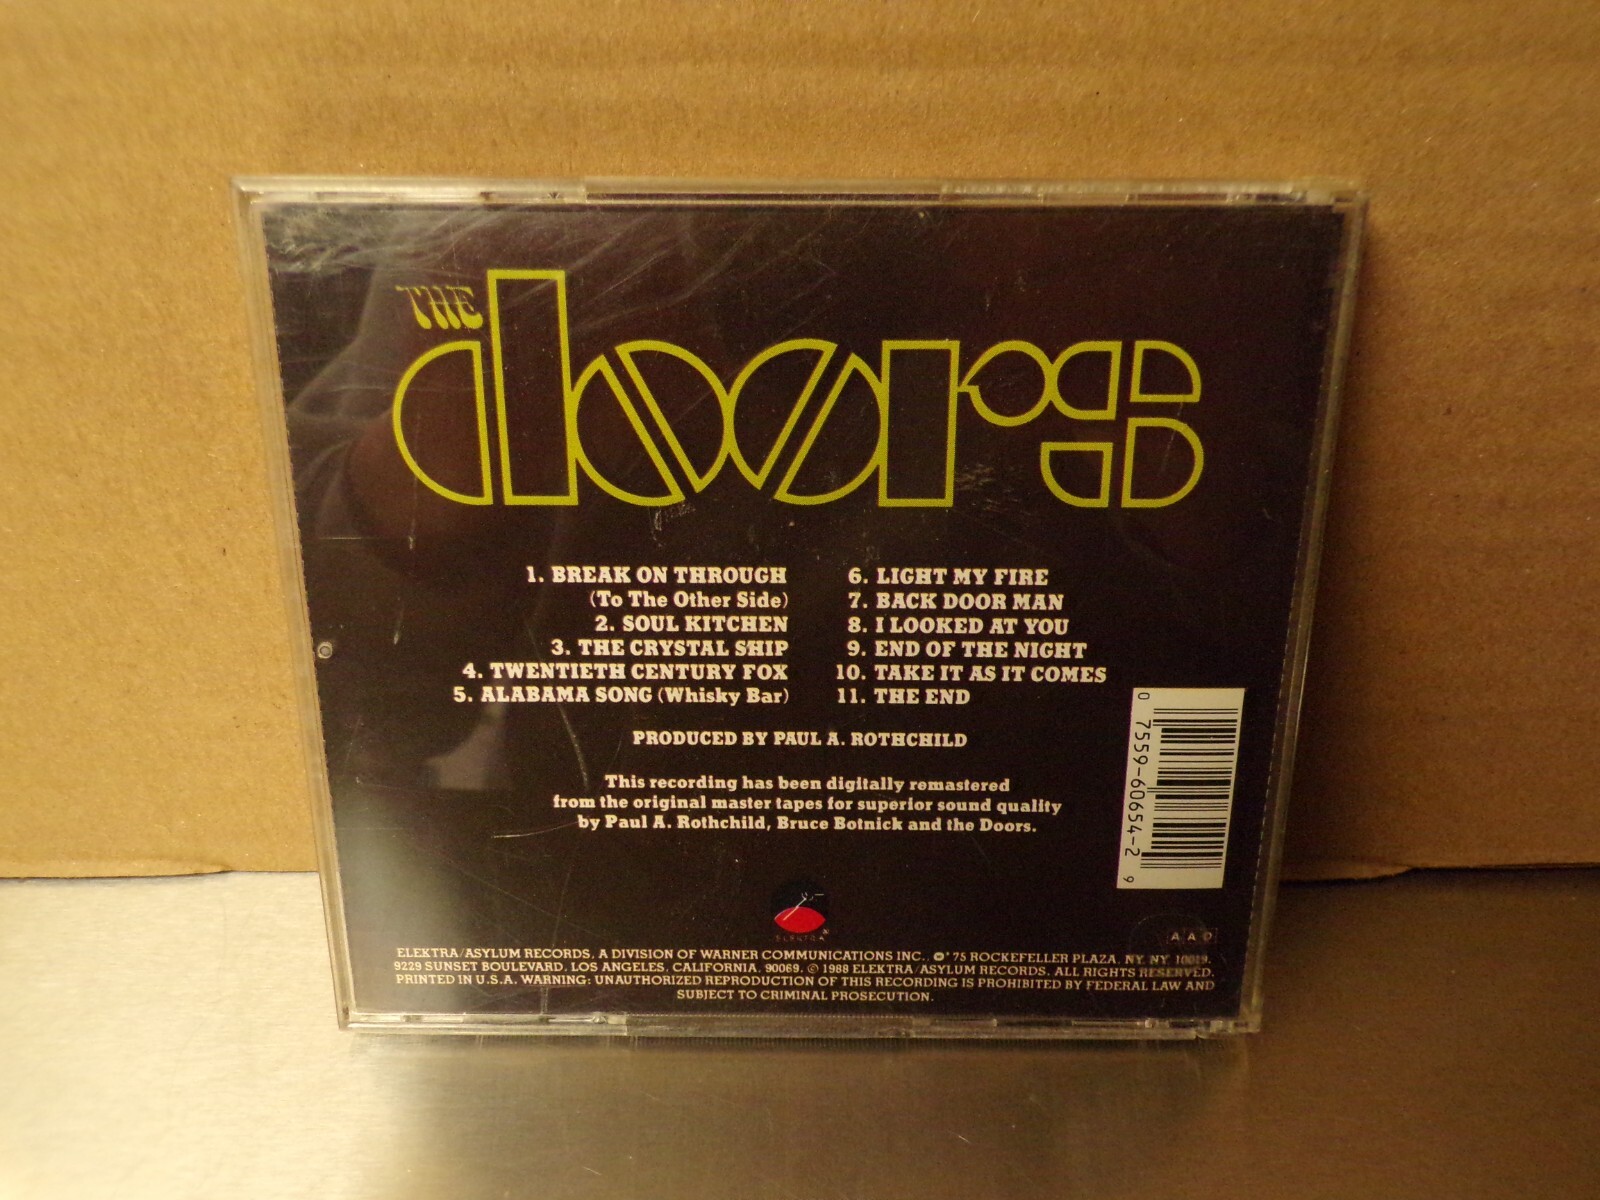 THE
doors
1. BREAK ON THROUGH
(To The Other Side)
2. SOUL KITCHEN
3. THE CRYSTAL SHIP
4. TWENTIETH CENTURY FOX
5. ALABAMA SONG (Whisky Bar)
6. LIGHT MY FIRE
7. BACK DOOR MAN
8. I LOOKED AT YOU
9. END OF THE NIGHT
10. TAKE IT AS IT COMES
11. THE END
PRODUCED BY PAUL A. ROTHCHILD
This recording has been digitally remastered
from the original master tapes for superior sound quality
by Paul A. Rothchild, Bruce Botnick and the Doors.
0 7559-60654-2 9
ELEKTRA
A A D
ELEKTRA/ASYLUM RECORDS, A DIVISION OF WARNER COMMUNICATIONS INC., 75 ROCKEFELLER PLAZA, NY, NY 10019.
9229 SUNSET BOULEVARD, LOS ANGELES, CALIFORNIA, 90069. © 1988 ELEKTRA/ASYLUM RECORDS. ALL RIGHTS RESERVED.
PRINTED IN U.S.A. WARNING: UNAUTHORIZED REPRODUCTION OF THIS RECORDING IS PROHIBITED BY FEDERAL LAW AND
SUBJECT TO CRIMINAL PROSECUTION.